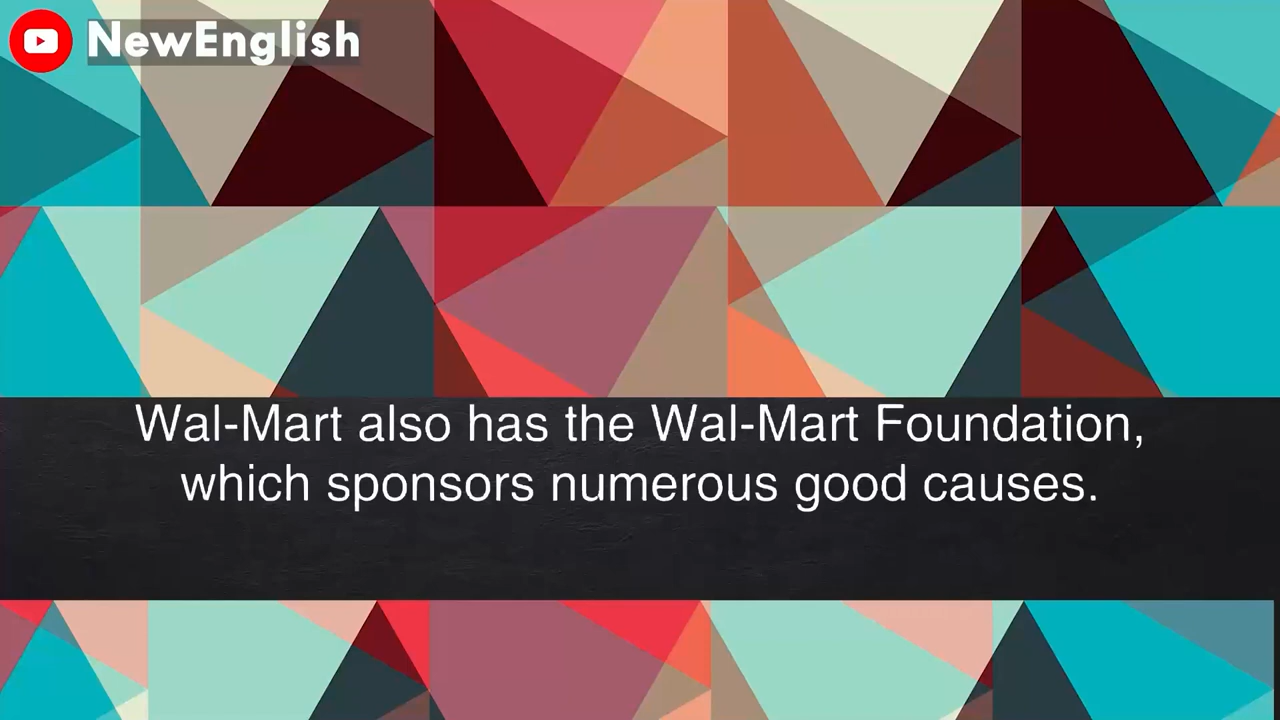 NewEnglish
Wal-Mart also has the Wal-Mart Foundation,
which sponsors numerous good causes.